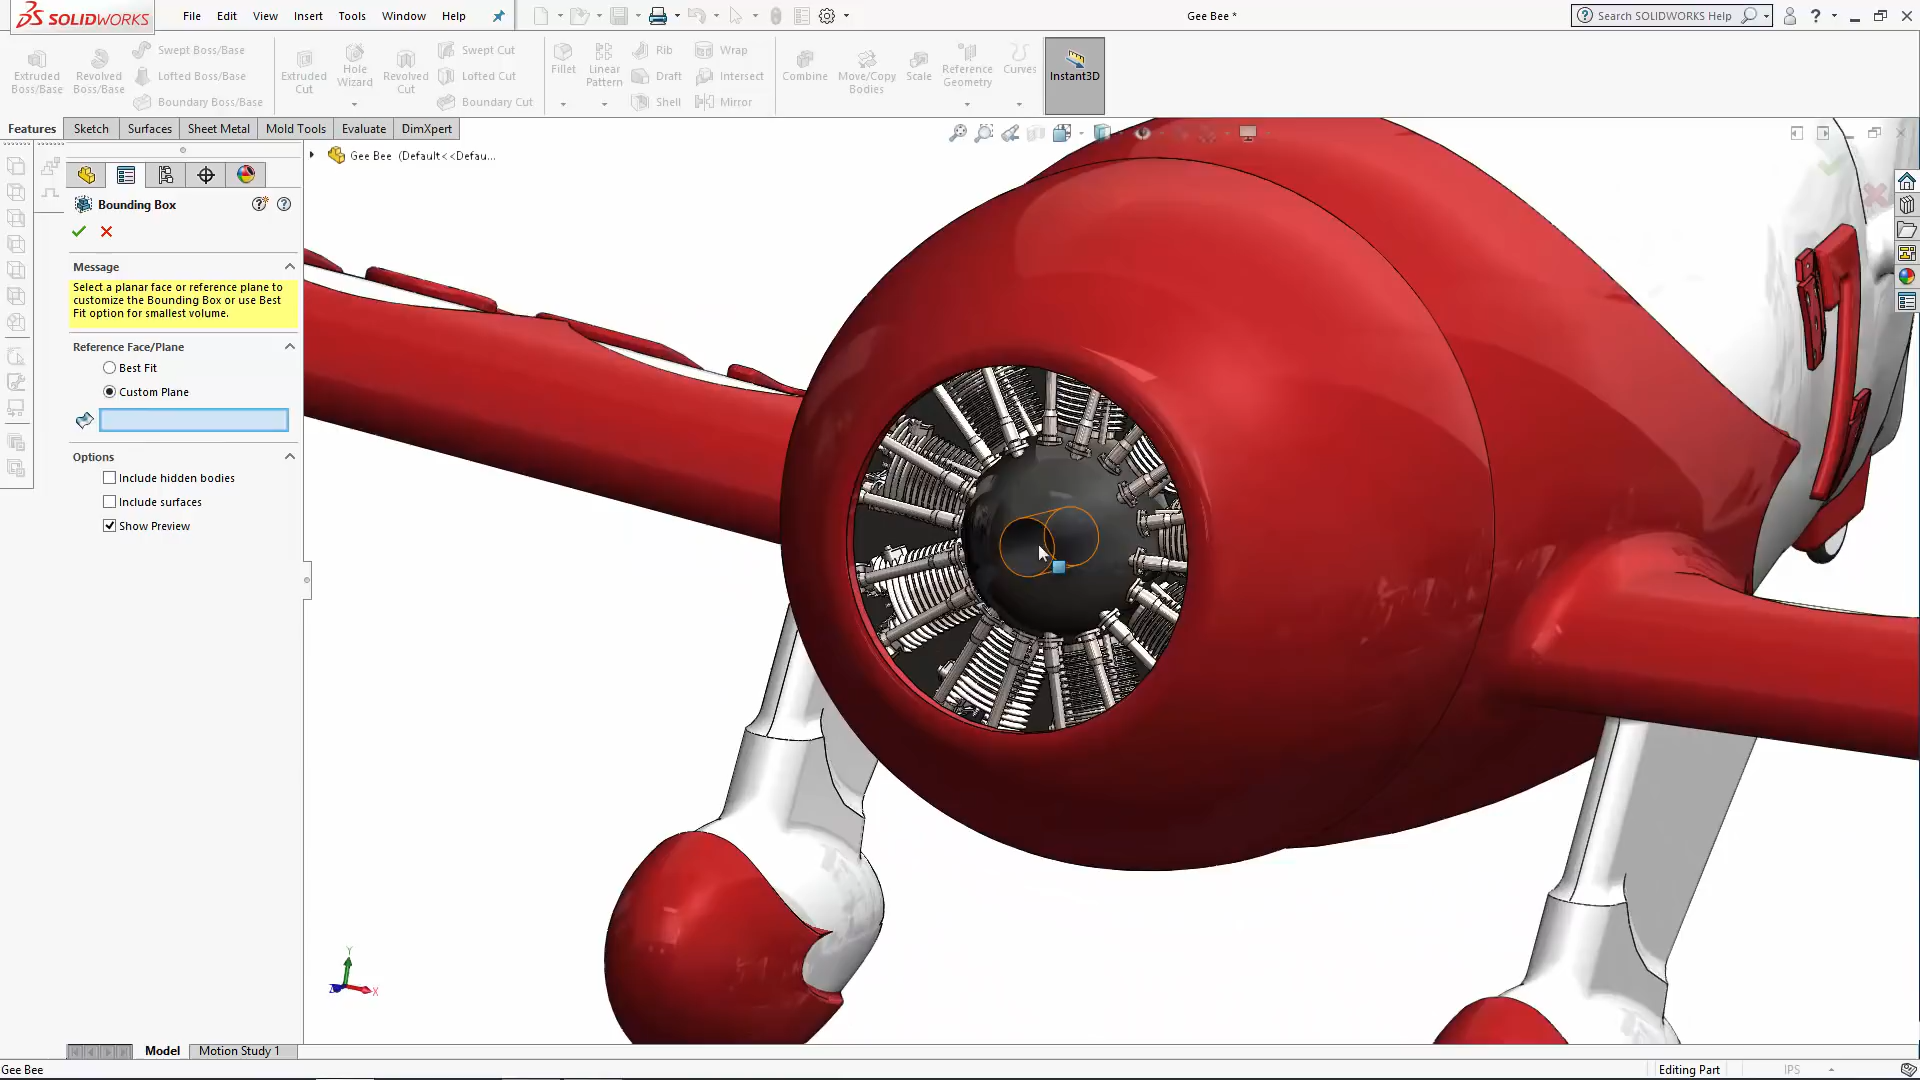 SOLIDWORKS
File Edit View Insert Tools Window Help
Gee Bee *
Search SOLIDWORKS Help
Extruded Boss/Base
Revolved Boss/Base
Swept Boss/Base
Lofted Boss/Base
Boundary Boss/Base
Extruded Cut
Hole Wizard
Revolved Cut
Swept Cut
Lofted Cut
Boundary Cut
Fillet
Linear Pattern
Rib
Draft
Shell
Wrap
Intersect
Mirror
Combine
Move/Copy Bodies
Scale
Reference Geometry
Curves
Instant3D
Features Sketch Surfaces Sheet Metal Mold Tools Evaluate DimXpert
Gee Bee (Default<<Defau...
Bounding Box
Message
Select a planar face or reference plane to
customize the Bounding Box or use Best
Fit option for smallest volume.
Reference Face/Plane
Best Fit
Custom Plane
Options
Include hidden bodies
Include surfaces
Show Preview
Y
X
Z
Model Motion Study 1
Gee Bee
Editing Part
IPS